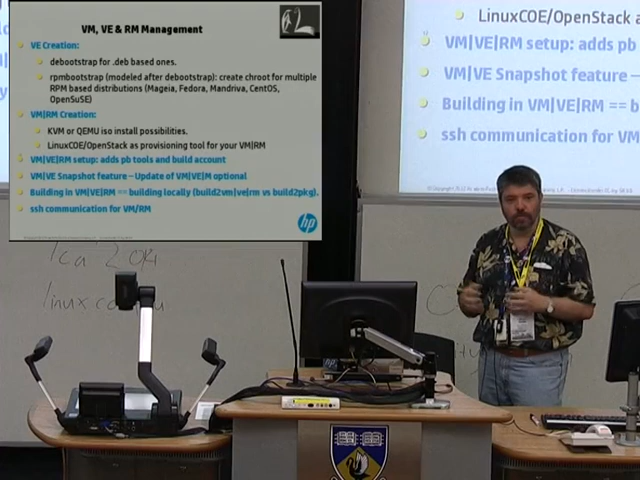 VM, VE & RM Management
VE Creation:
debootstrap for .deb based ones.
rpmbootstrap (modeled after debootstrap): create chroot for multiple
RPM based distributions (Mageia, Fedora, Mandriva, CentOS,
OpenSuSE)
VM|RM Creation:
KVM or QEMU iso install possibilities.
LinuxCOE/OpenStack as provisioning tool for your VM|RM
VM|VE|RM setup: adds pb tools and build account
VM|VE Snapshot feature – Update of VM|VE|M optional
Building in VM|VE|RM == building locally (build2vm|ve|rm vs build2pkg).
ssh communication for VM/RM
hp
LinuxCOE/OpenStack a
VM|VE|RM setup: adds pb
VM|VE Snapshot feature –
Building in VM|VE|RM == b
ssh communication for VM
linux